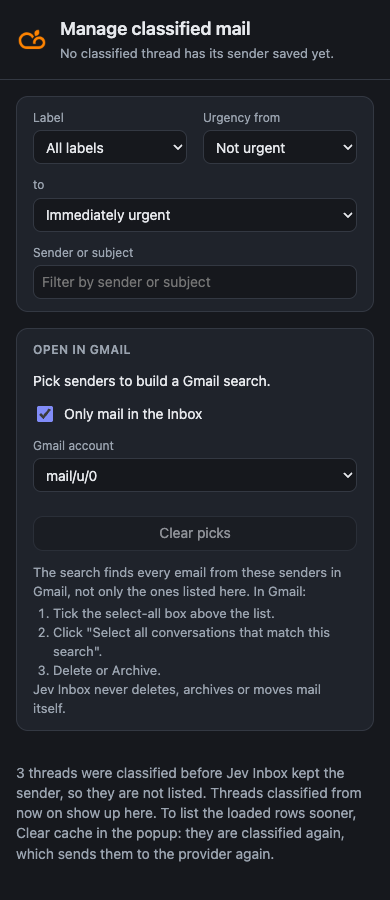 Manage classified mail
No classified thread has its sender saved yet.
Label
Urgency from
All labels
Not urgent
to
Immediately urgent
Sender or subject
Filter by sender or subject
OPEN IN GMAIL
Pick senders to build a Gmail search.
Only mail in the Inbox
Gmail account
mail/u/0
Clear picks
The search finds every email from these senders in
Gmail, not only the ones listed here. In Gmail:
1. Tick the select-all box above the list.
2. Click "Select all conversations that match this
search".
3. Delete or Archive.
Jev Inbox never deletes, archives or moves mail
itself.
3 threads were classified before Jev Inbox kept the
sender, so they are not listed. Threads classified from
now on show up here. To list the loaded rows sooner,
Clear cache in the popup: they are classified again,
which sends them to the provider again.